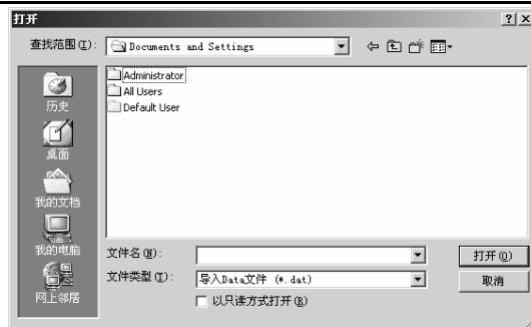 打开
查找范围(I):
Documents and Settings
Administrator
All Users
Default User
历史
桌面
我的文档
我的电脑
网上邻居
文件名(N):
打开(O)
文件类型(T):
导入Data文件 (*.dat)
取消
以只读方式打开(R)